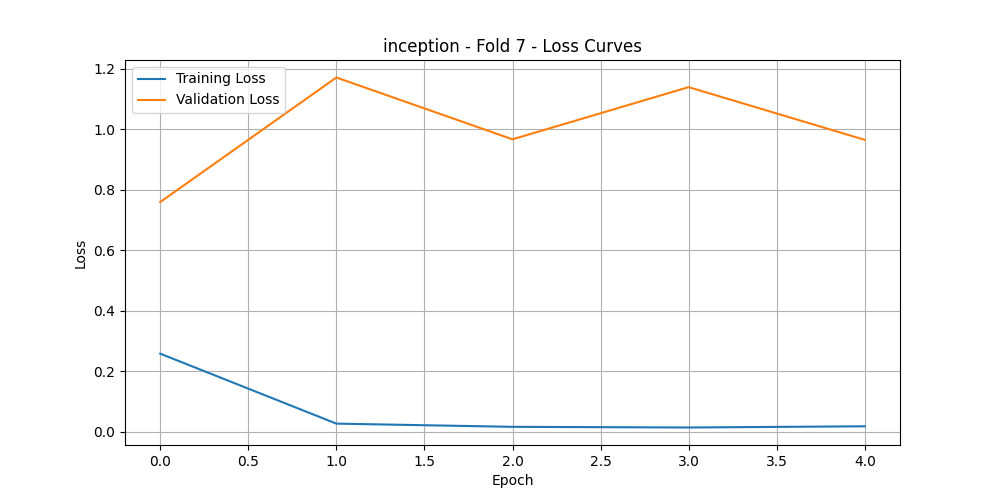 inception - Fold 7 - Loss Curves
Training Loss
Validation Loss
Loss
1.2
1.0
0.8
0.6
0.4
0.2
0.0
0.0 0.5 1.0 1.5 2.0 2.5 3.0 3.5 4.0
Epoch